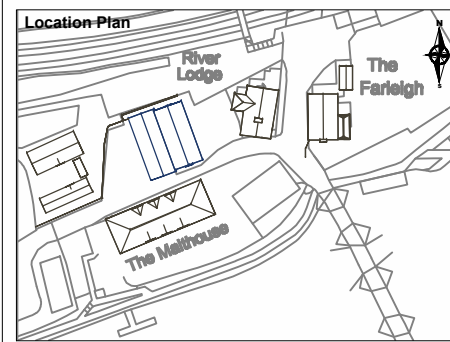 Location Plan
N
S
River
Lodge
The
Farleigh
The Malthouse